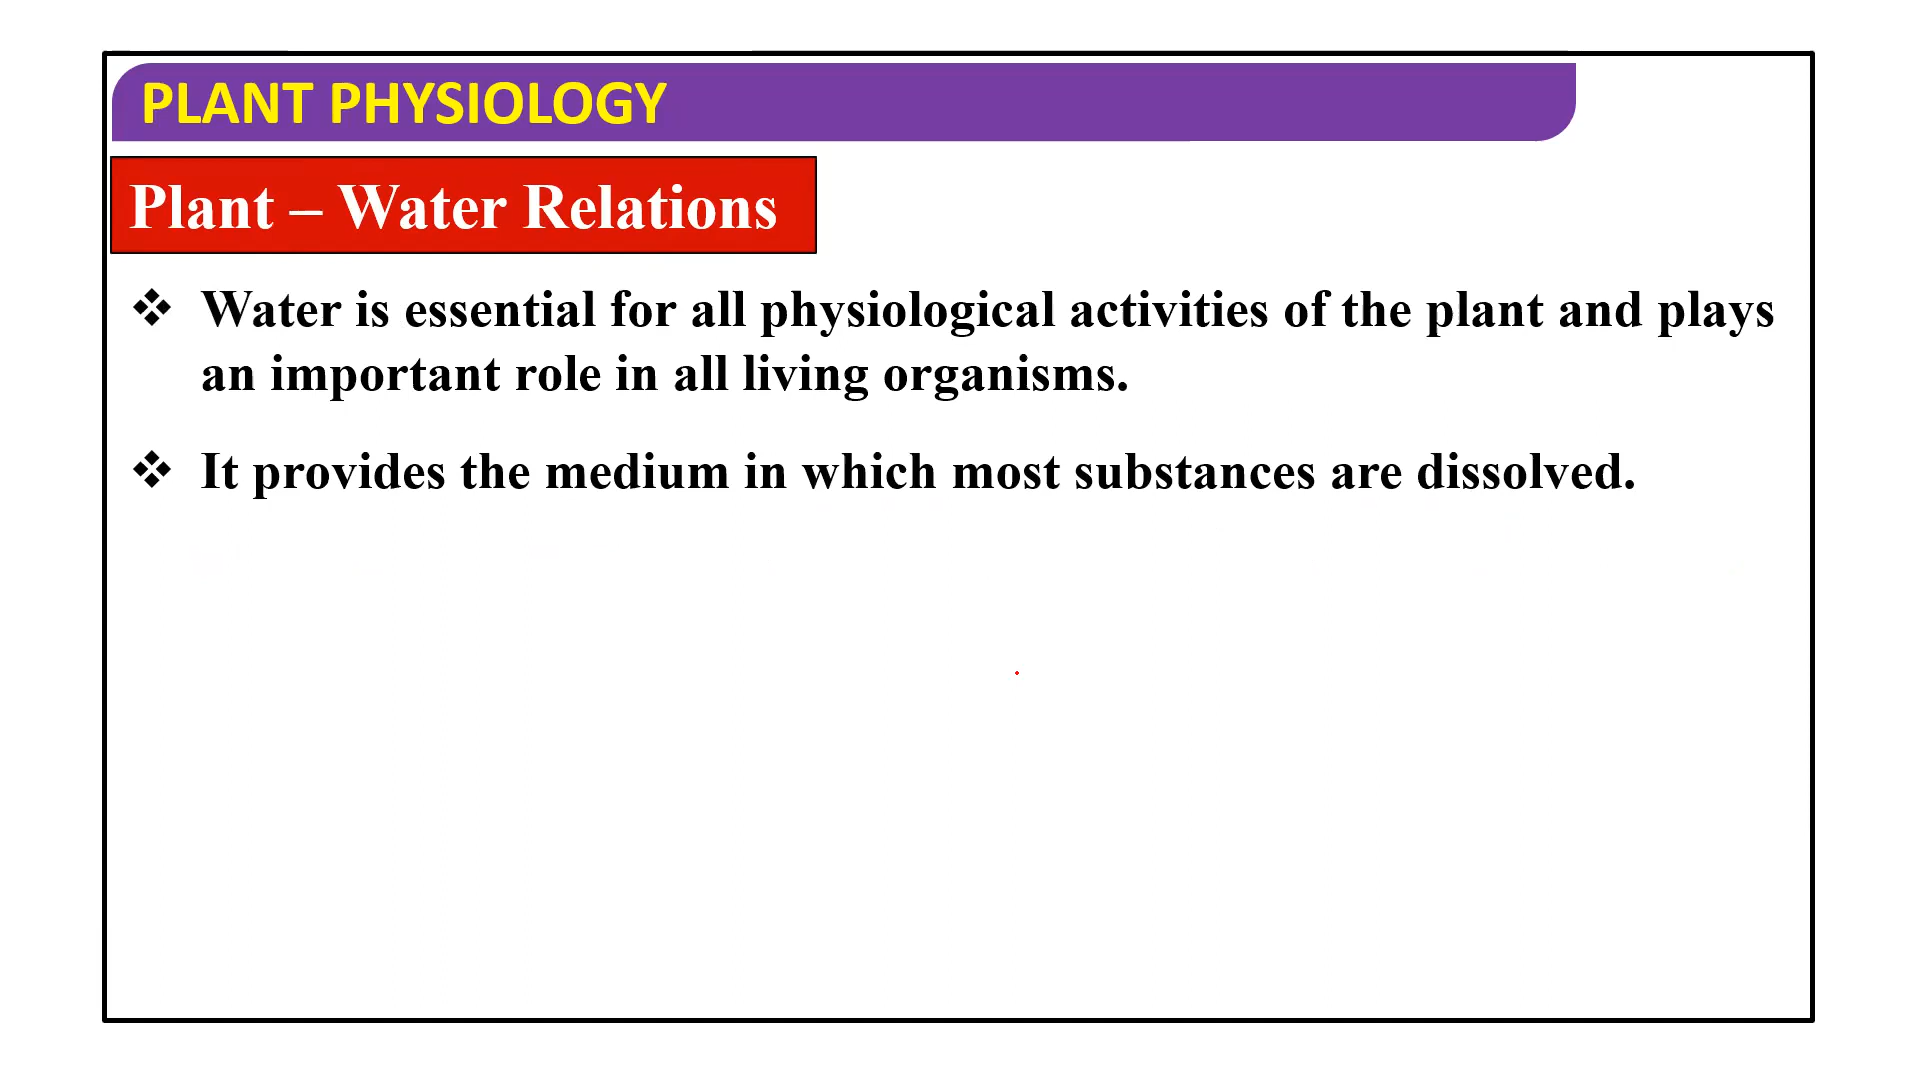 PLANT PHYSIOLOGY
Plant – Water Relations
❖ Water is essential for all physiological activities of the plant and plays
an important role in all living organisms.
❖ It provides the medium in which most substances are dissolved.